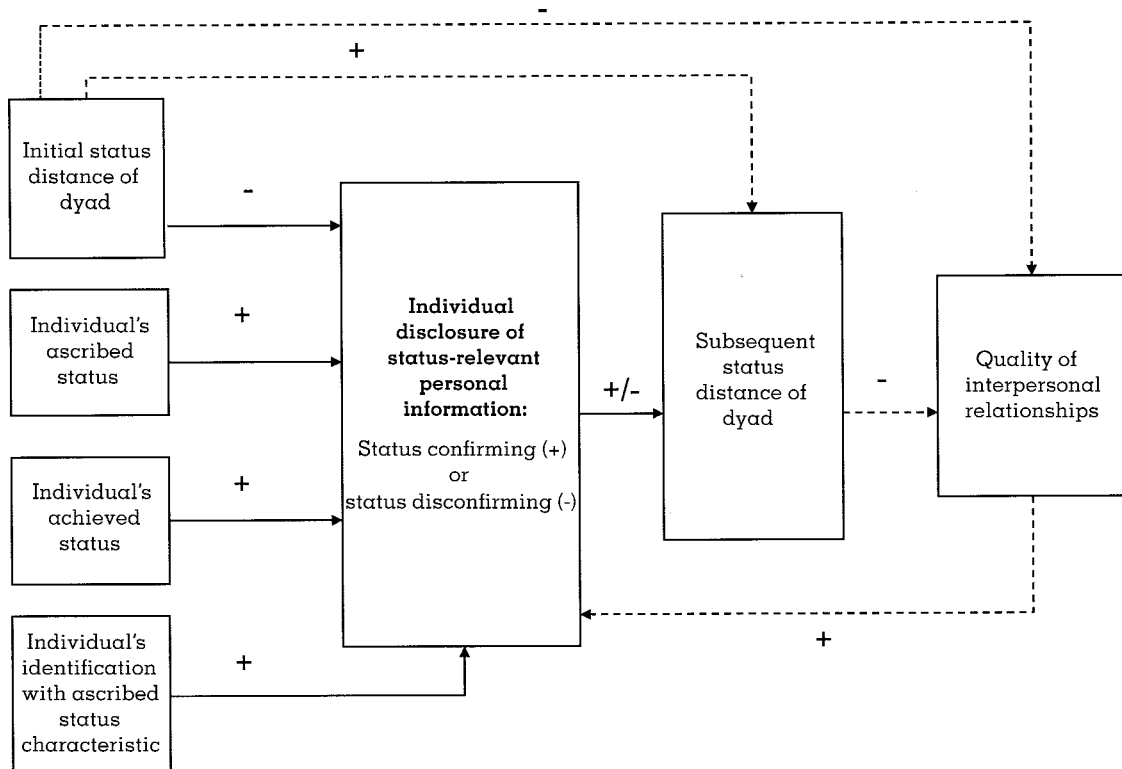 -
+
Initial status
distance of
dyad
-
Individual's
ascribed
status
+
Individual's
achieved
status
+
Individual's
identification
with ascribed
status
characteristic
+
Individual
disclosure of
status-relevant
personal
information:
Status confirming (+)
or
status disconfirming (-)
+/-
Subsequent
status
distance of
dyad
-
Quality of
interpersonal
relationships
+